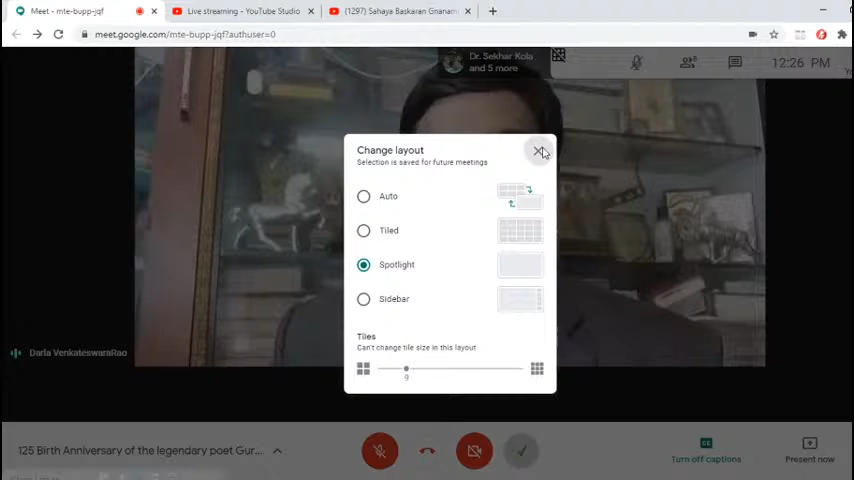 Meet - mte-bupp-jqf
Live streaming - YouTube Studio
(1297) Sahaya Baskaran Gnanam
meet.google.com/mte-bupp-jqf?authuser=0
Dr. Sekhar Kola
and 5 more
12:26 PM
Change layout
Selection is saved for future meetings
Auto
Tiled
Spotlight
Sidebar
Tiles
Can't change tile size in this layout
9
Darla VenkateswaraRao
125 Birth Anniversary of the legendary poet Gur...
Turn off captions
Present now